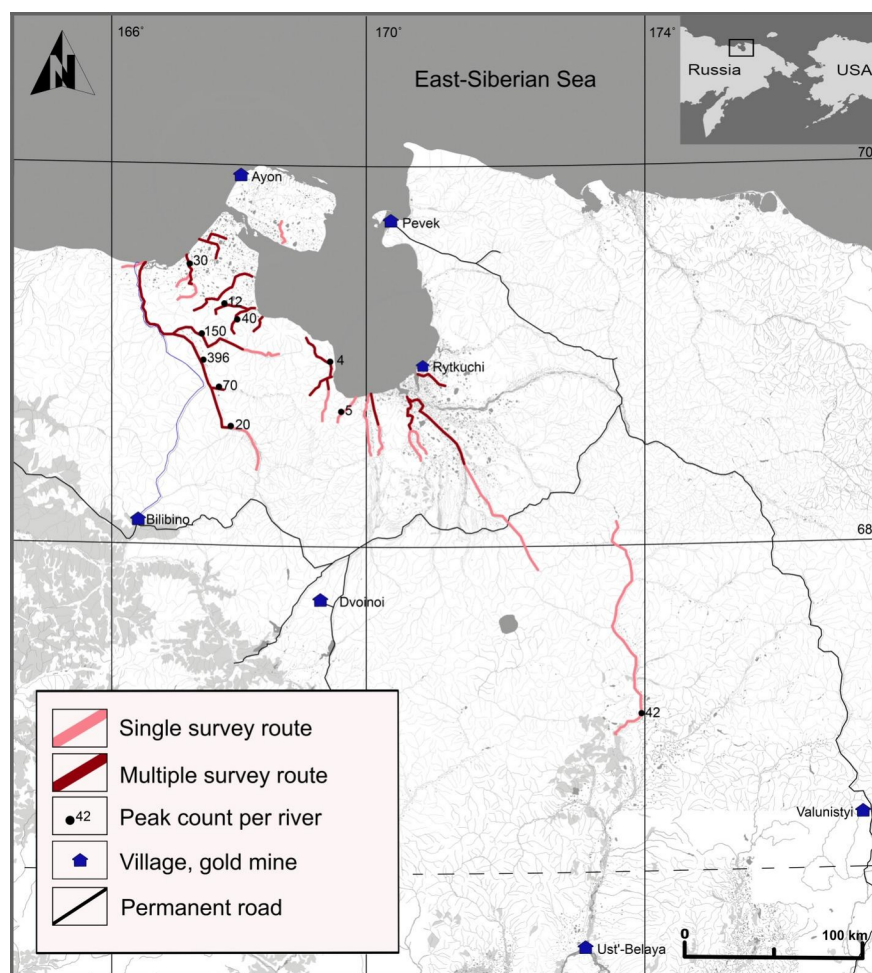 166°
170°
174°
N
East-Siberian Sea
Russia
USA
70
Ayon
Pevek
30
12
40
150
396
4
Rytkuchi
70
5
20
Bilibino
68
Dvoinoi
42
Single survey route
Multiple survey route
42 Peak count per river
Village, gold mine
Permanent road
Valunistyi
Ust'-Belaya
0
100 km